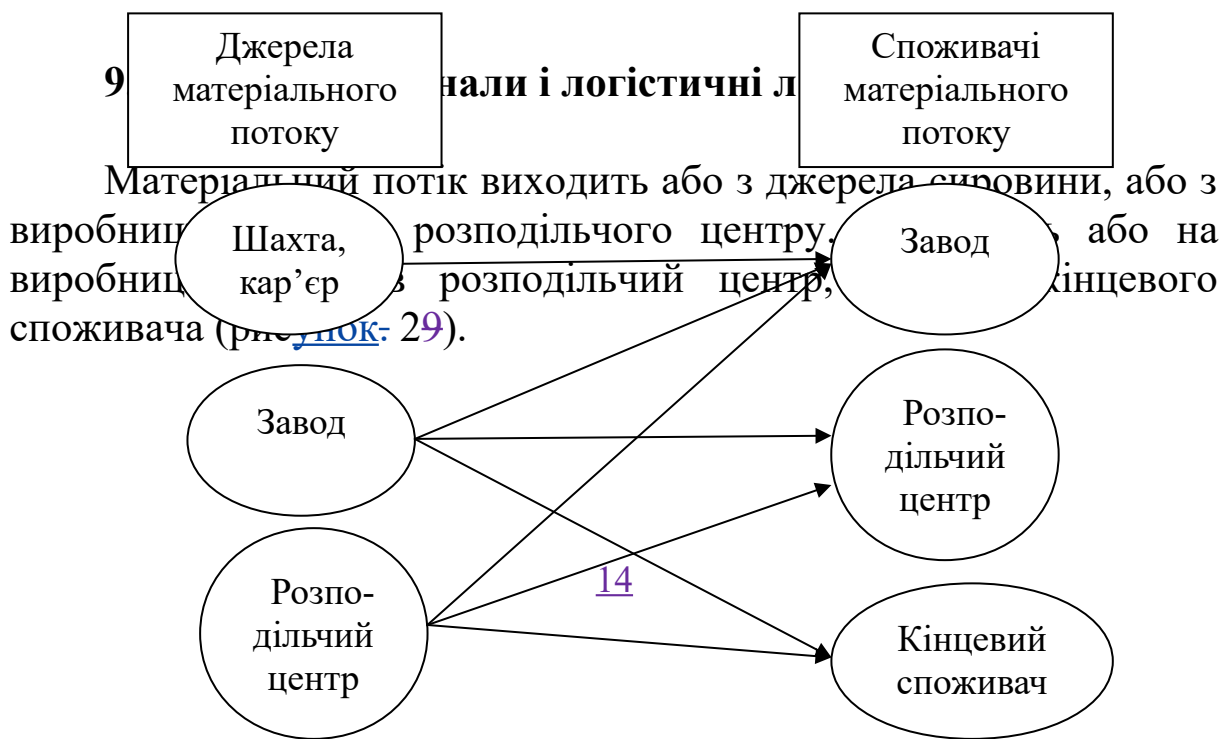 Джерела
матеріального
потоку
Споживачі
матеріального
потоку
9 нали і логістичні л
Матеріальний потік виходить або з джерела сировини, або з
виробниц розподільчого центру. або на
виробниц в розподільчий центр, кінцевого
споживача (рисунок. 29).
Шахта,
кар’єр
Завод
Завод
Розпо-
дільчий
центр
Розпо-
дільчий
центр
14
Кінцевий
споживач